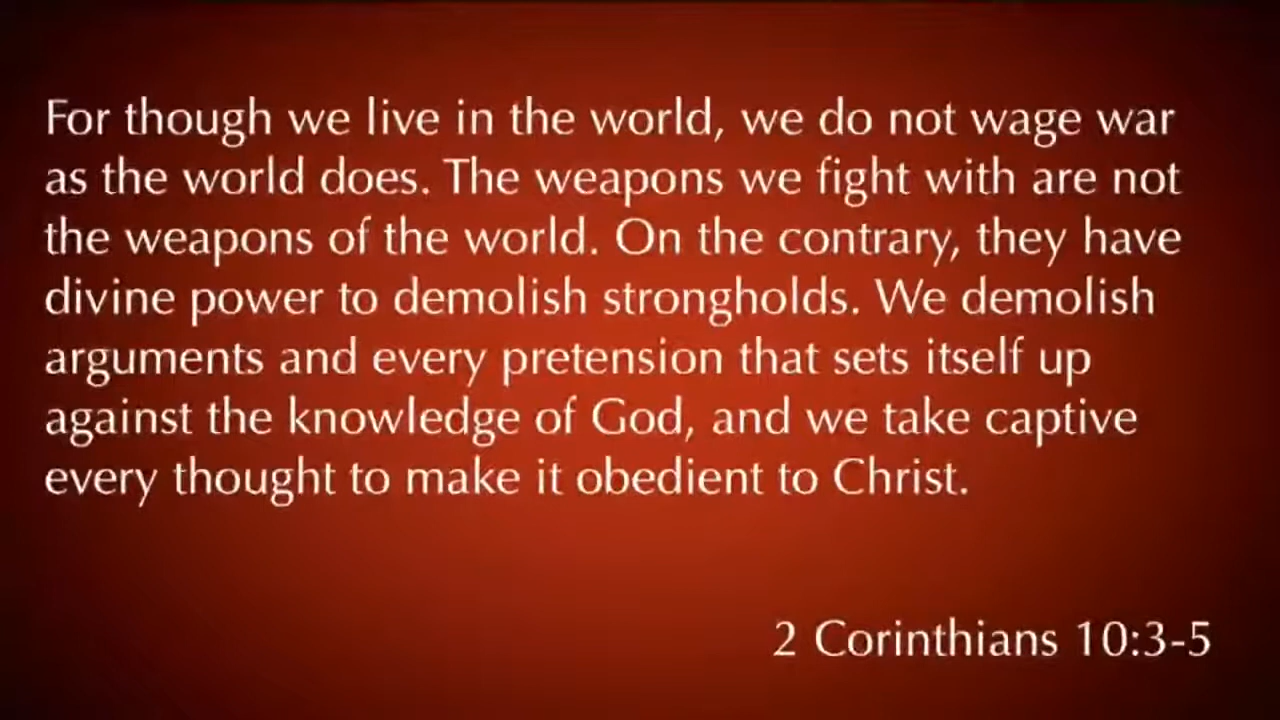 For though we live in the world, we do not wage war
as the world does. The weapons we fight with are not
the weapons of the world. On the contrary, they have
divine power to demolish strongholds. We demolish
arguments and every pretension that sets itself up
against the knowledge of God, and we take captive
every thought to make it obedient to Christ.
2 Corinthians 10:3-5